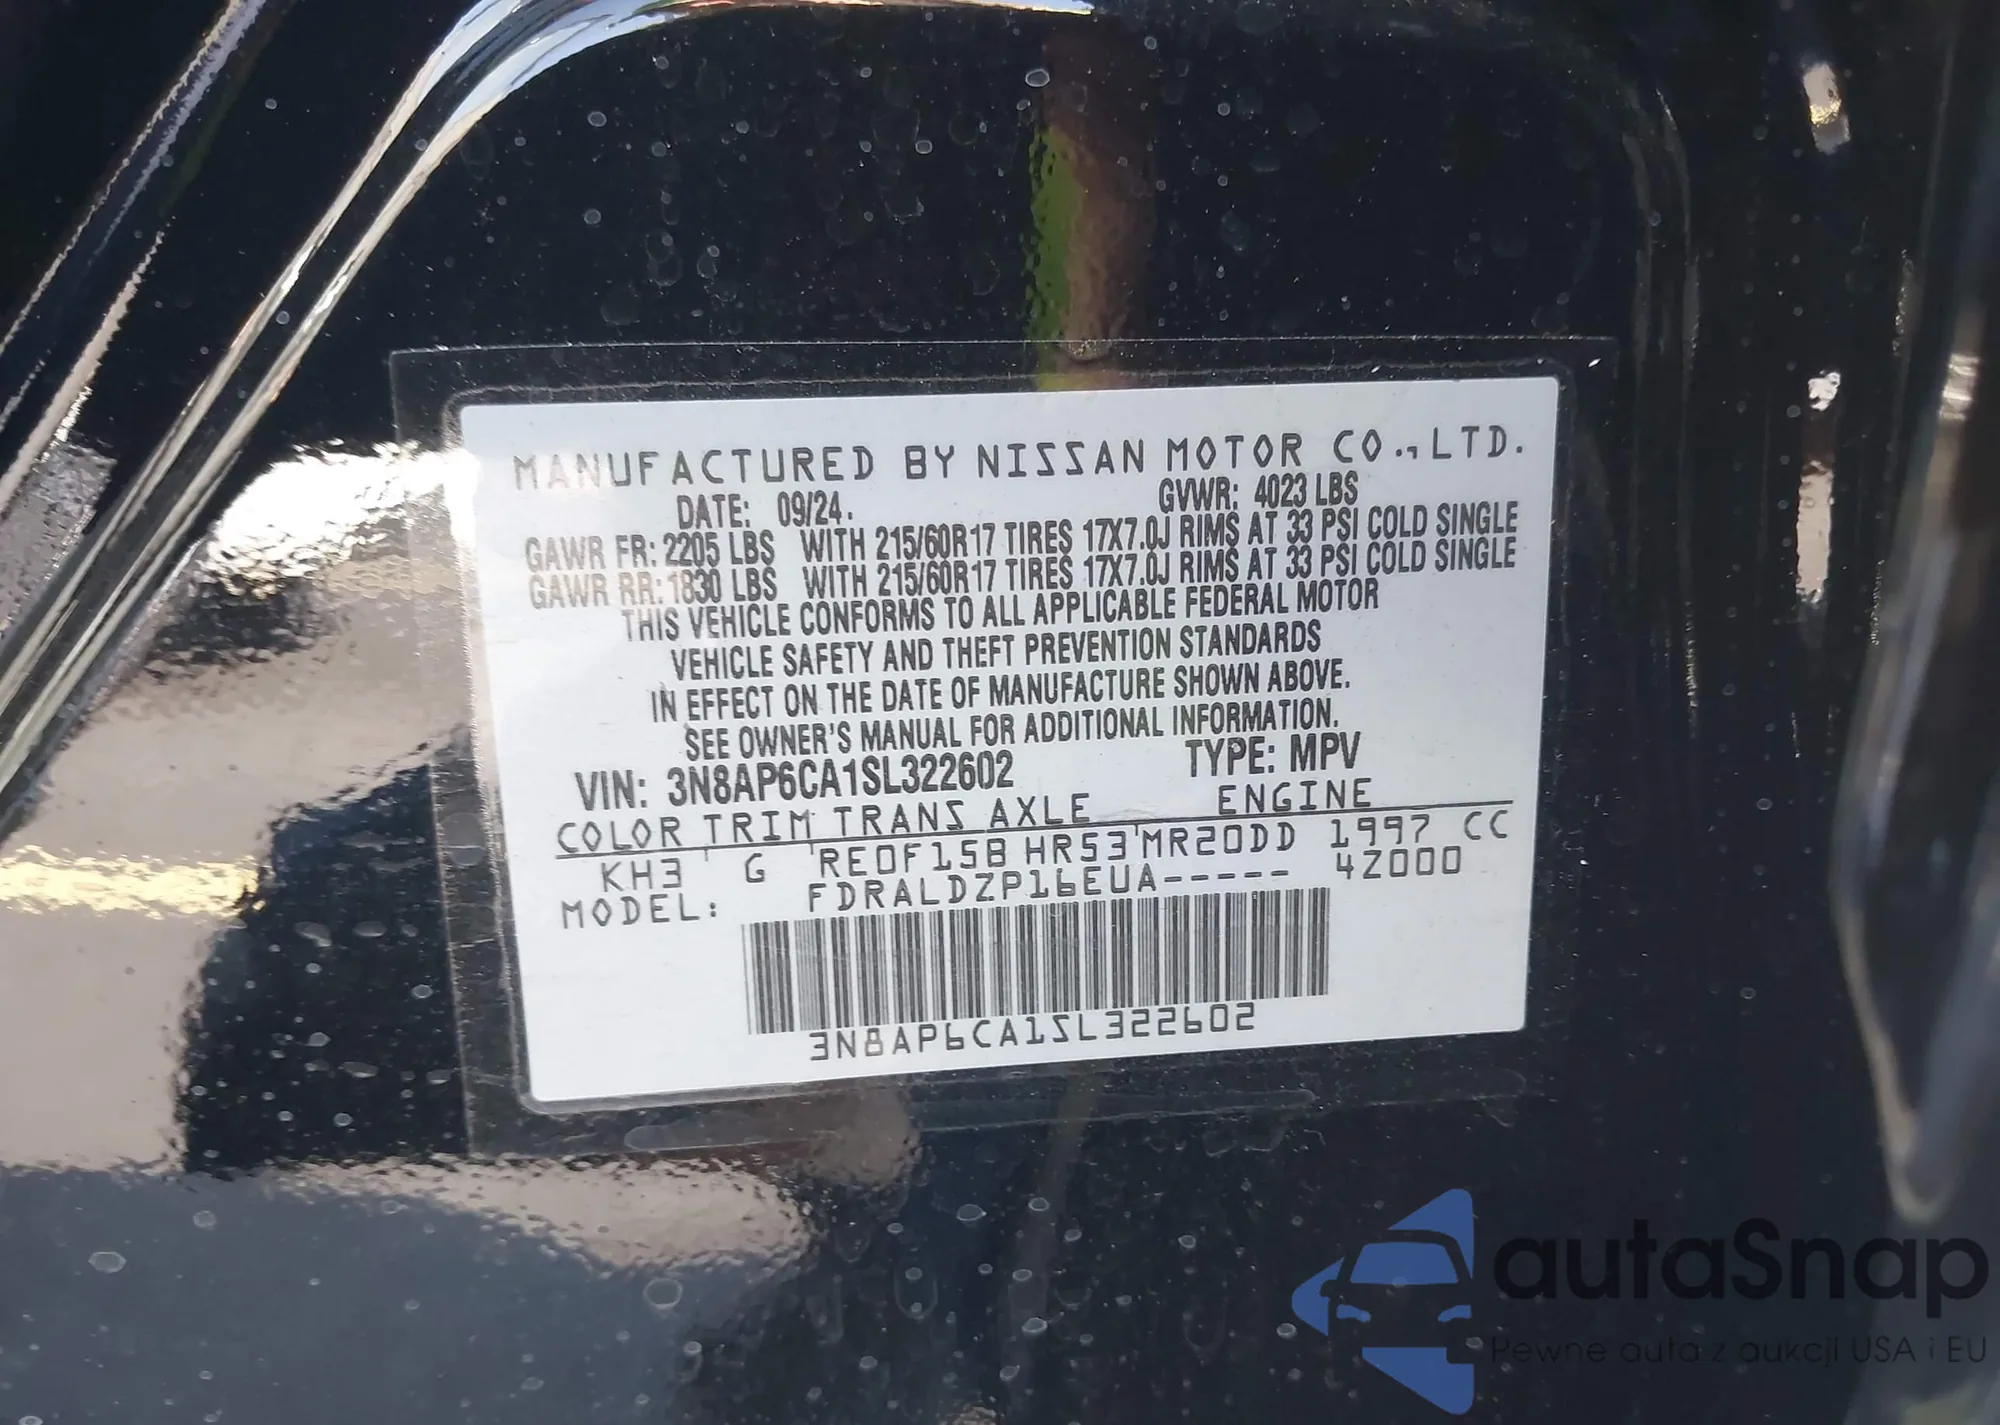 MANUFACTURED BY NISSAN MOTOR CO., LTD.
DATE: 09/24. GVWR: 4023 LBS
GAWR FR: 2205 LBS WITH 215/60R17 TIRES 17X7.0J RIMS AT 33 PSI COLD SINGLE
GAWR RR: 1830 LBS WITH 215/60R17 TIRES 17X7.0J RIMS AT 33 PSI COLD SINGLE
THIS VEHICLE CONFORMS TO ALL APPLICABLE FEDERAL MOTOR
VEHICLE SAFETY AND THEFT PREVENTION STANDARDS
IN EFFECT ON THE DATE OF MANUFACTURE SHOWN ABOVE.
SEE OWNER'S MANUAL FOR ADDITIONAL INFORMATION.
VIN: 3N8AP6CA1SL322602 TYPE: MPV
COLOR TRIM TRANS AXLE ENGINE
KH3 G RE0F15B HR53 MR20DD 1997 CC
MODEL: FDRALDZP16EUA----- 4Z000
3N8AP6CA1SL322602
autaSnap
Pewne auta z aukcji USA i EU